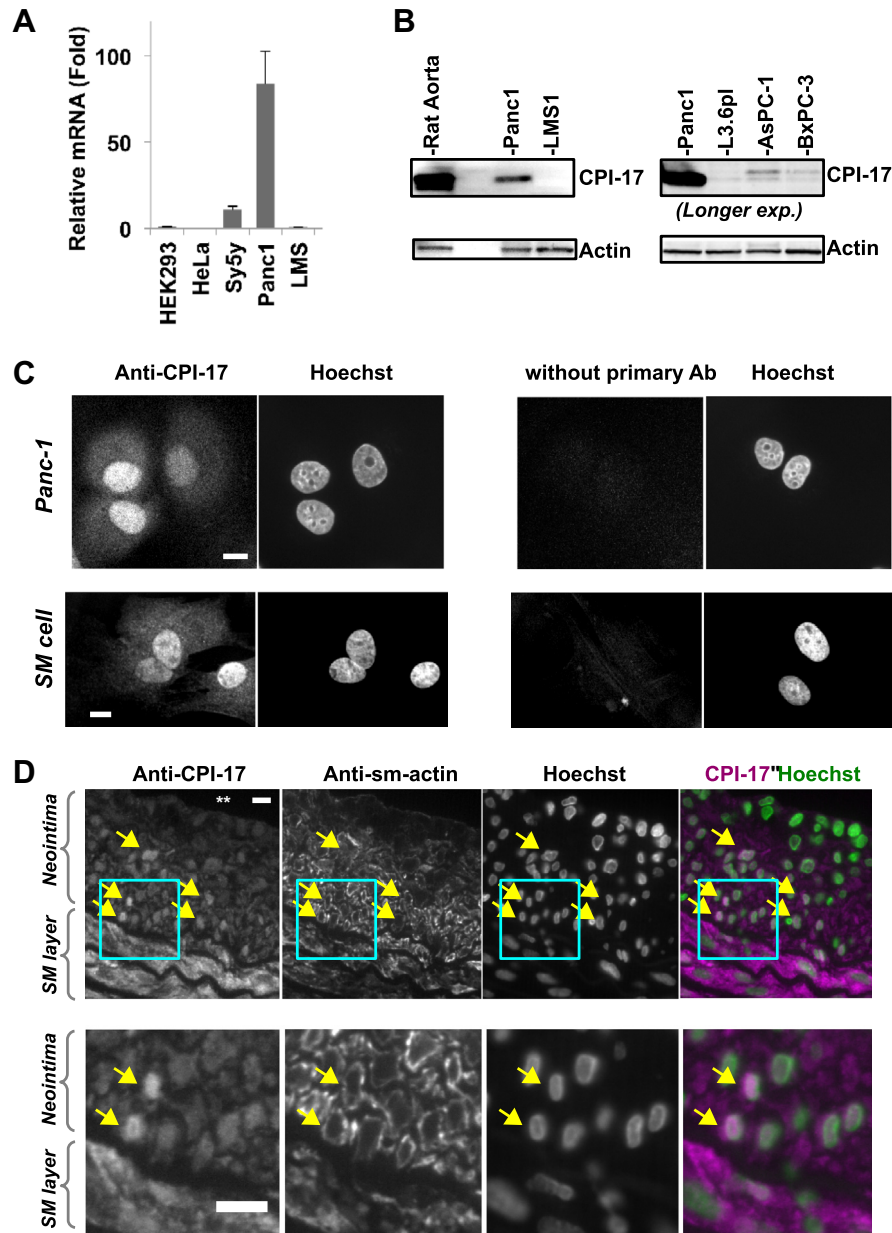 A
Relative mRNA (Fold)
100
50
0
HEK293
HeLa
Sy5y
Panc1
LMS
B
-Rat Aorta
-Panc1
-LMS1
CPI-17
Actin
-Panc1
-L3.6pl
-AsPC-1
-BxPC-3
CPI-17
(Longer exp.)
Actin
C
Anti-CPI-17
Hoechst
without primary Ab
Hoechst
Panc-1
SM cell
D
Anti-CPI-17
Anti-sm-actin
Hoechst
CPI-17"Hoechst
Neointima
SM layer
**
Neointima
SM layer